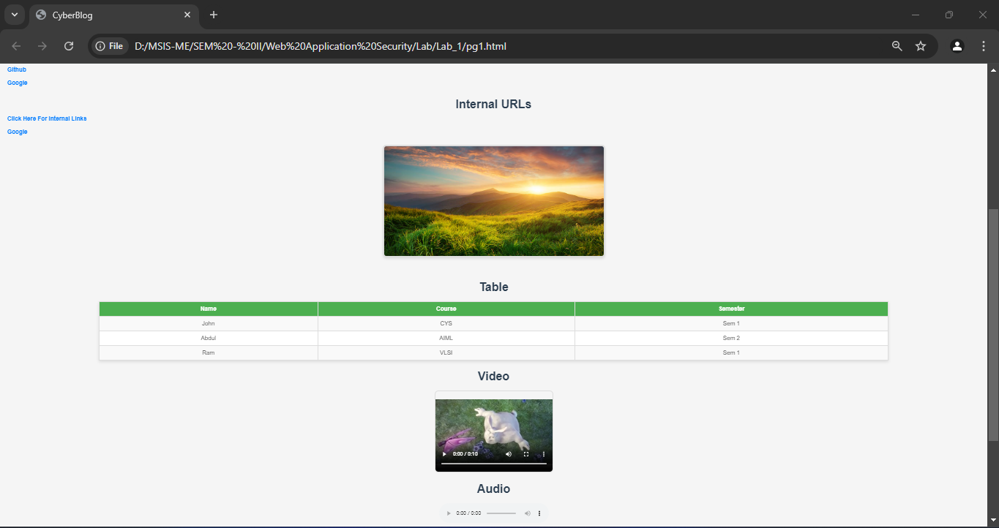 CyberBlog
File D:/MSIS-ME/SEM%20-%20II/Web%20Application%20Security/Lab/Lab_1/pg1.html
Github
Google
Internal URLs
Click Here For Internal Links
Google
Table
Name Course Semester
John CYS Sem 1
Abdul AIML Sem 2
Ram VLSI Sem 1
Video
0:00 / 0:10
Audio
0:00 / 0:00